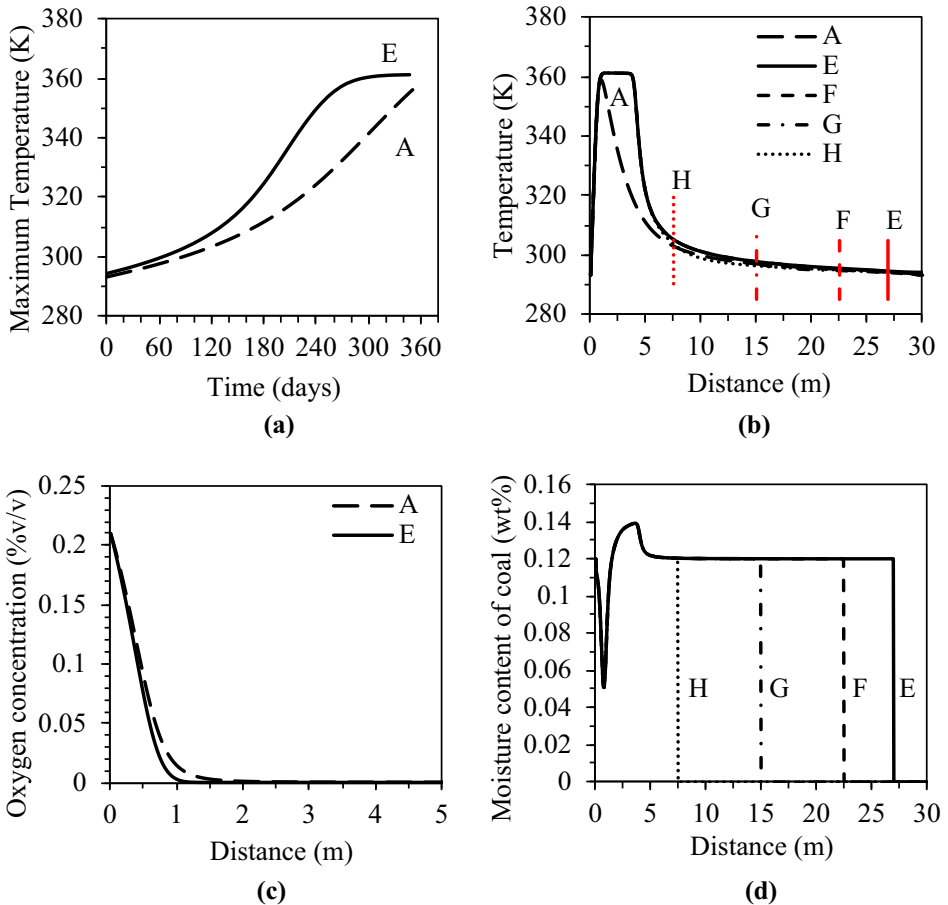 380
360
340
320
300
280
0 60 120 180 240 300 360
Maximum Temperature (K)
Time (days)
E
A
(a)
380
360
340
320
300
280
0 5 10 15 20 25 30
Temperature (K)
Distance (m)
A
E
F
G
H
A
H
G
F
E
(b)
0.25
0.2
0.15
0.1
0.05
0
0 1 2 3 4 5
Oxygen concentration (%v/v)
Distance (m)
A
E
(c)
0.16
0.14
0.12
0.1
0.08
0.06
0.04
0.02
0
0 5 10 15 20 25 30
Moisture content of coal (wt%)
Distance (m)
H
G
F
E
(d)